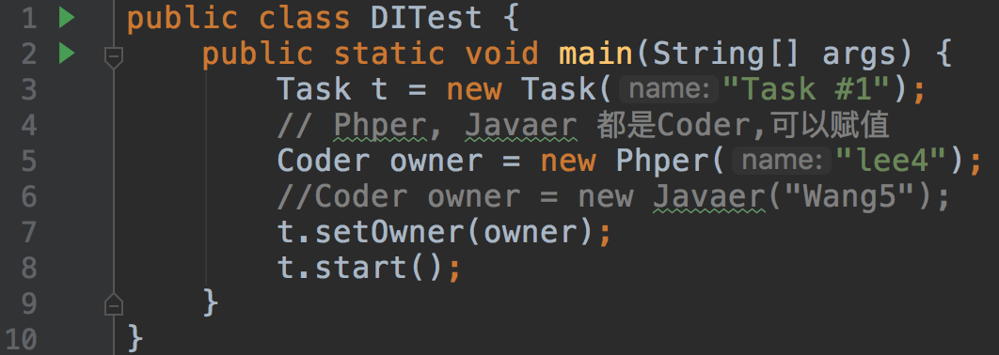 1 public class DITest {
2 public static void main(String[] args) {
3 Task t = new Task( name: "Task #1");
4 // Phper, Javaer 都是Coder,可以赋值
5 Coder owner = new Phper( name: "lee4");
6 //Coder owner = new Javaer("Wang5");
7 t.setOwner(owner);
8 t.start();
9 }
10 }